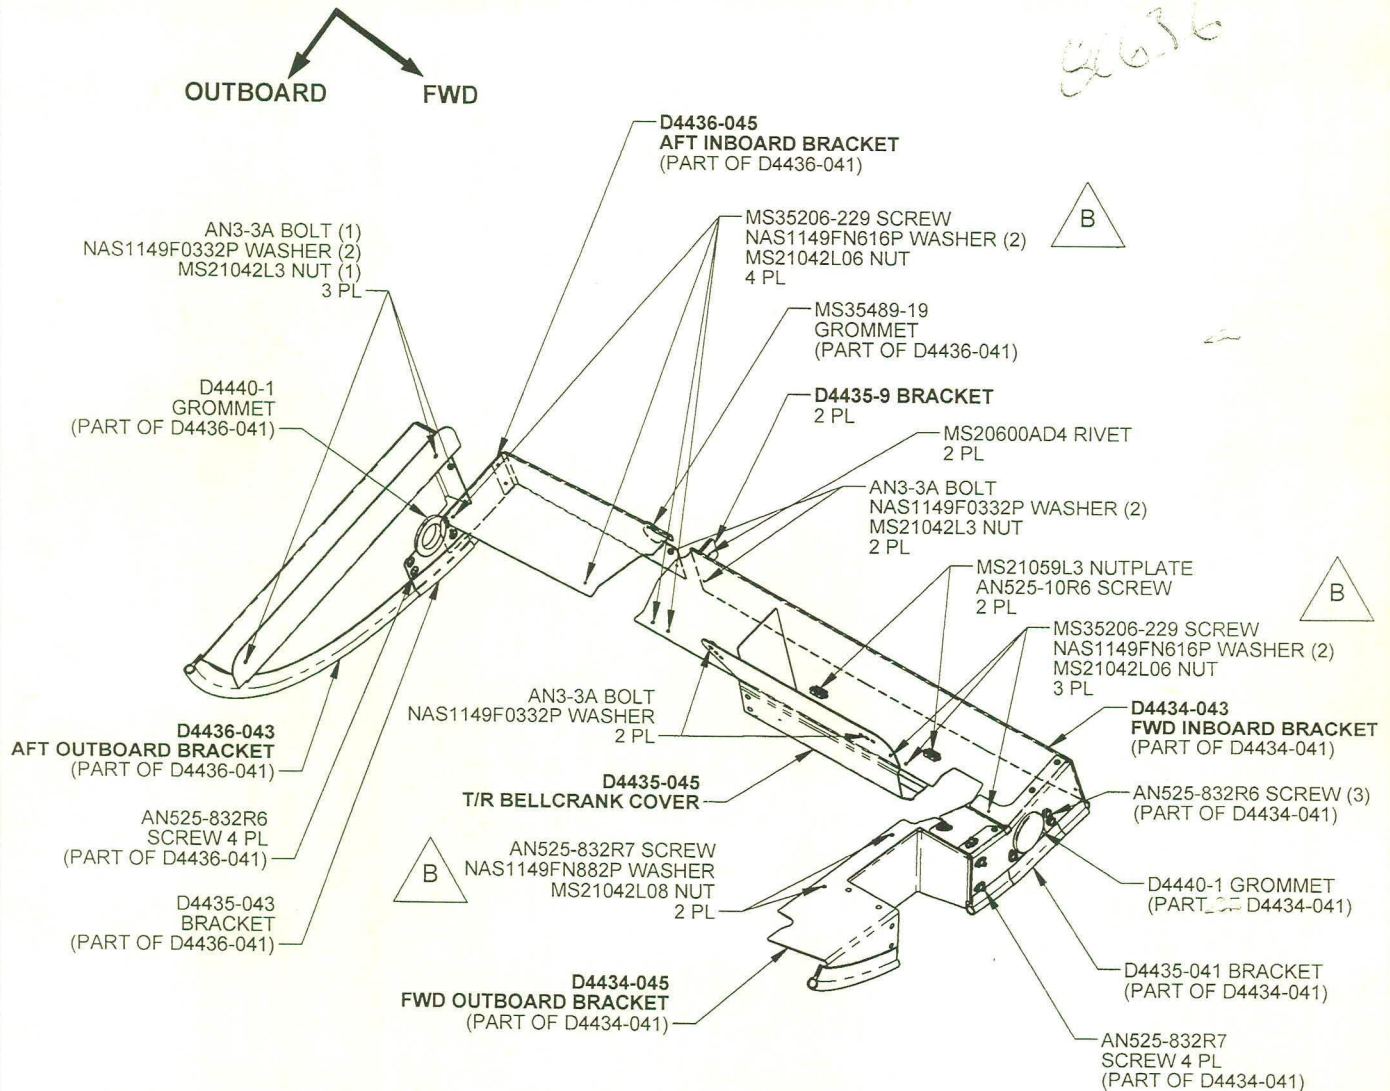 OUTBOARD
FWD
D4436-045
AFT INBOARD BRACKET
(PART OF D4436-041)
AN3-3A BOLT (1)
NAS1149F0332P WASHER (2)
MS21042L3 NUT (1)
3 PL
MS35206-229 SCREW
NAS1149FN616P WASHER (2)
MS21042L06 NUT
4 PL
B
MS35489-19
GROMMET
(PART OF D4436-041)
D4440-1
GROMMET
(PART OF D4436-041)
D4435-9 BRACKET
2 PL
MS20600AD4 RIVET
2 PL
AN3-3A BOLT
NAS1149F0332P WASHER (2)
MS21042L3 NUT
2 PL
MS21059L3 NUTPLATE
AN525-10R6 SCREW
2 PL
B
MS35206-229 SCREW
NAS1149FN616P WASHER (2)
MS21042L06 NUT
3 PL
AN3-3A BOLT
NAS1149F0332P WASHER
2 PL
D4434-043
FWD INBOARD BRACKET
(PART OF D4434-041)
D4436-043
AFT OUTBOARD BRACKET
(PART OF D4436-041)
D4435-045
T/R BELLCRANK COVER
AN525-832R6 SCREW (3)
(PART OF D4434-041)
AN525-832R6
SCREW 4 PL
(PART OF D4436-041)
B
AN525-832R7 SCREW
NAS1149FN882P WASHER
MS21042L08 NUT
2 PL
D4440-1 GROMMET
(PART OF D4434-041)
D4435-043
BRACKET
(PART OF D4436-041)
D4434-045
FWD OUTBOARD BRACKET
(PART OF D4434-041)
D4435-041 BRACKET
(PART OF D4434-041)
AN525-832R7
SCREW 4 PL
(PART OF D4434-041)